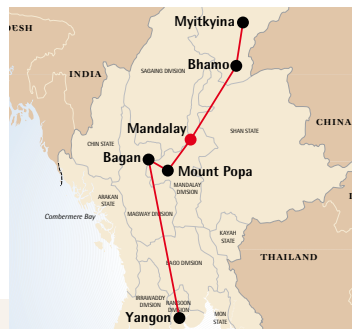 Myitkyina
DESH
Bhamo
INDIA
SAGAING DIVISION
CHINA
Mandalay
SHAN STATE
CHIN STATE
Bagan
Mount Popa
MANDALAY
DIVISION
ARAKAN
STATE
MAGWAY DIVISION
Combermere Bay
KAYAH
STATE
THAILAND
BAGO DIVISION
IRRAWADDY
DIVISION
RANGOON
DIVISION
MON
STATE
Yangon